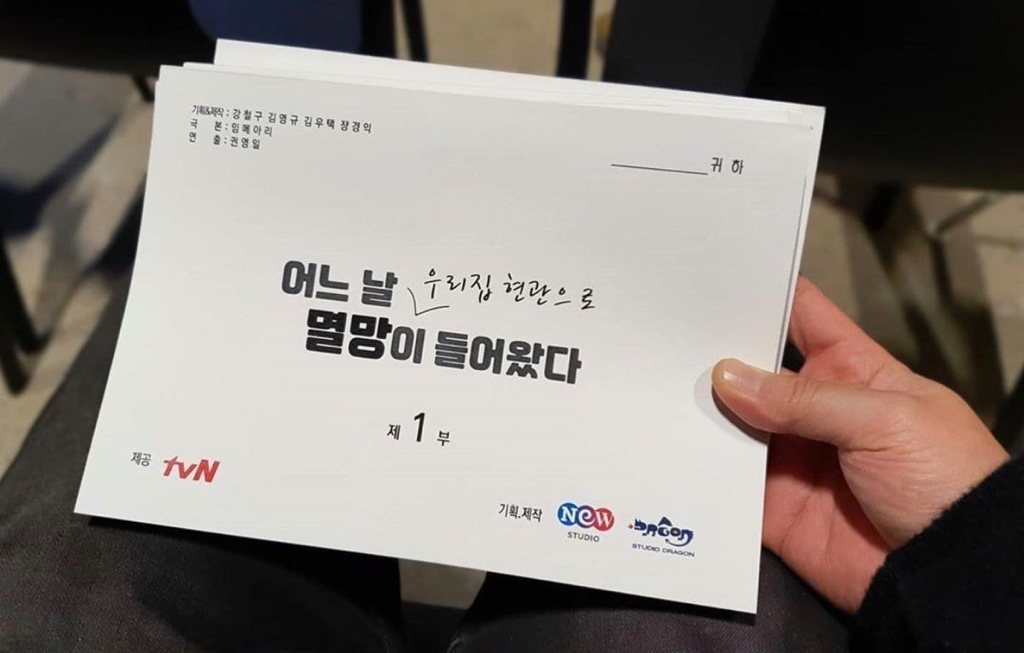 기획&제작 : 강철구 김영규 김우택 장경익
극 본 : 임메아리
연 출 : 권영일
귀 하
어느 날 우리집 현관으로
멸망이 들어왔다
제 1 부
제공 tvN
기획.제작 NEW STUDIO DRAGON STUDIO DRAGON